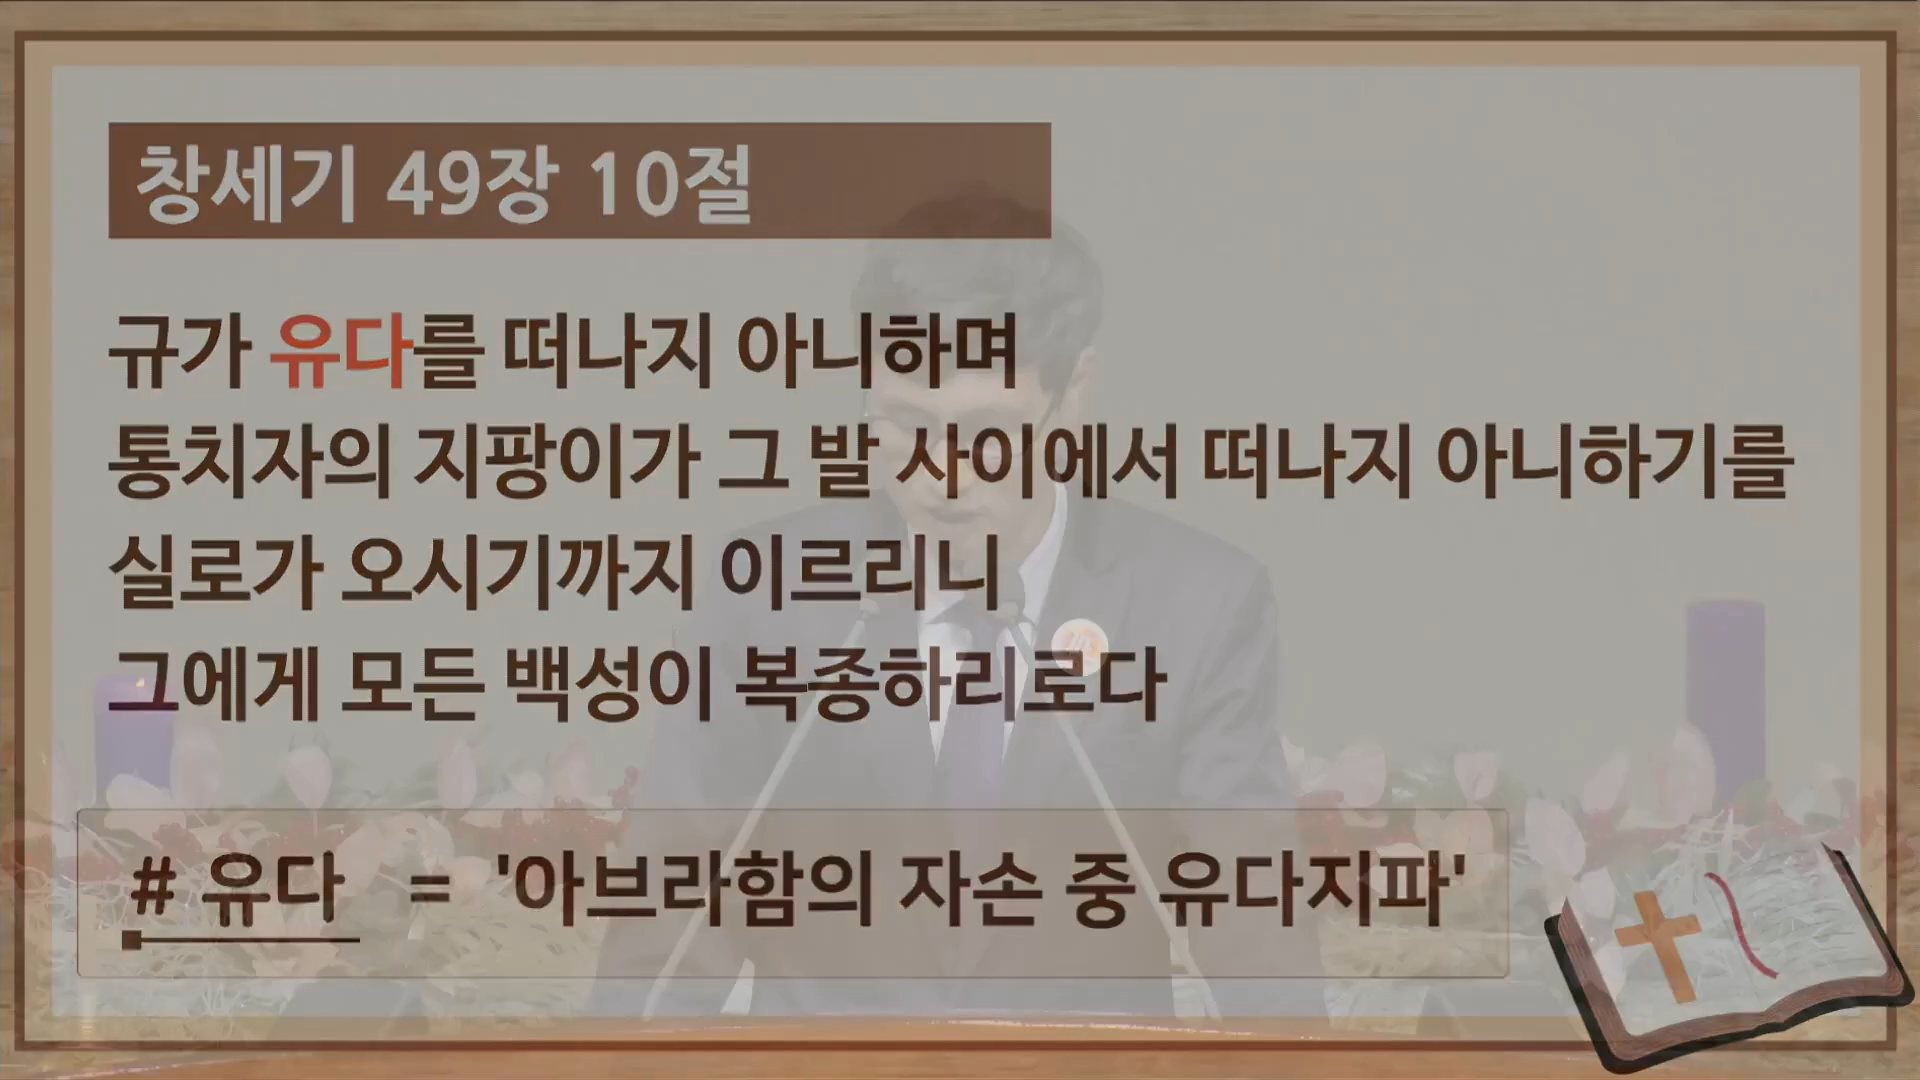 창세기 49장 10절
규가 유다를 떠나지 아니하며
통치자의 지팡이가 그 발 사이에서 떠나지 아니하기를
실로가 오시기까지 이르리니
그에게 모든 백성이 복종하리로다
# 유다 = '아브라함의 자손 중 유다지파'